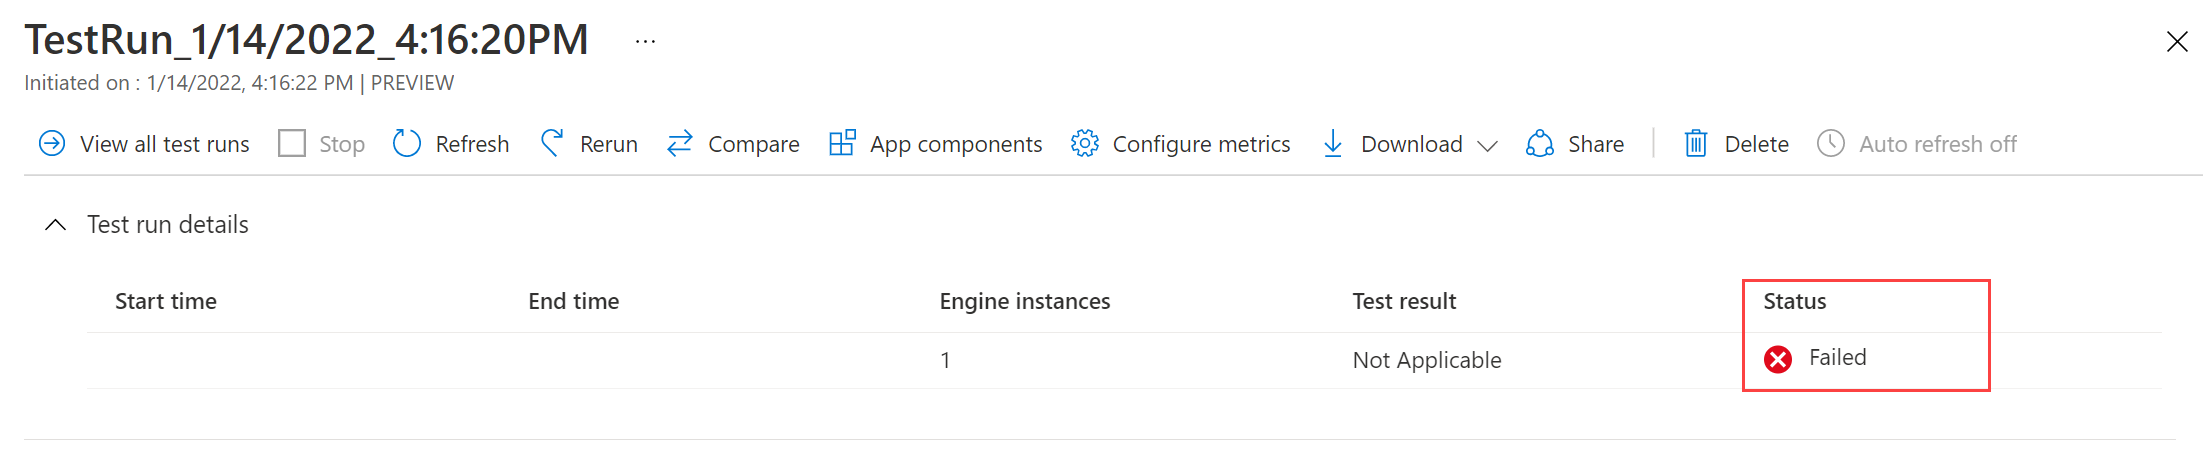 TestRun_1/14/2022_4:16:20PM ...
Initiated on : 1/14/2022, 4:16:22 PM | PREVIEW
View all test runs Stop Refresh Rerun Compare App components Configure metrics Download Share Delete Auto refresh off
Test run details
Start time End time Engine instances Test result Status
1 Not Applicable Failed